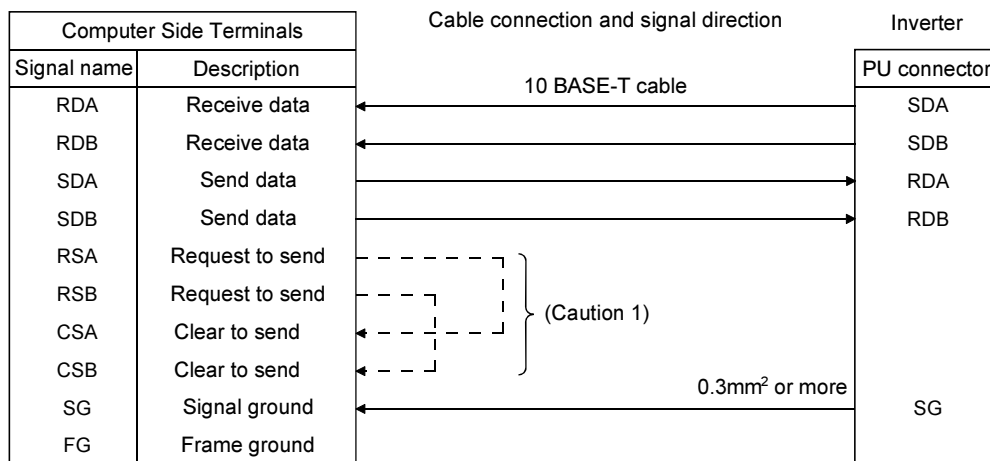 Cable connection and signal direction
Inverter
Computer Side Terminals
Signal name Description PU connector
10 BASE-T cable
RDA Receive data SDA
RDB Receive data SDB
SDA Send data RDA
SDB Send data RDB
RSA Request to send
RSB Request to send
(Caution 1)
CSA Clear to send
CSB Clear to send
0.3mm² or more
SG Signal ground SG
FG Frame ground